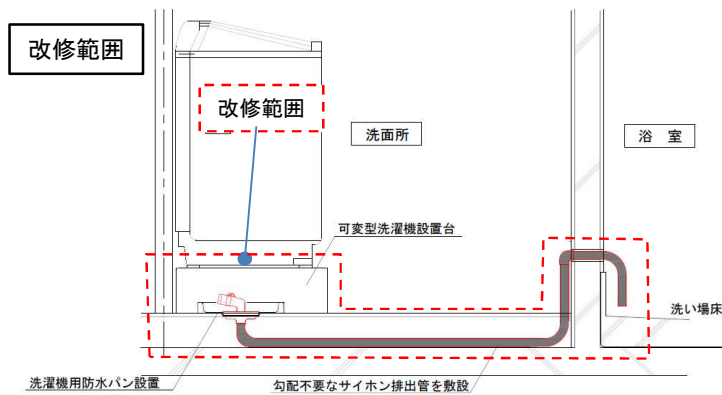 改修範囲
改修範囲
洗面所
浴 室
可変型洗濯機設置台
洗い場床
洗濯機用防水パン設置
勾配不要なサイホン排出管を敷設